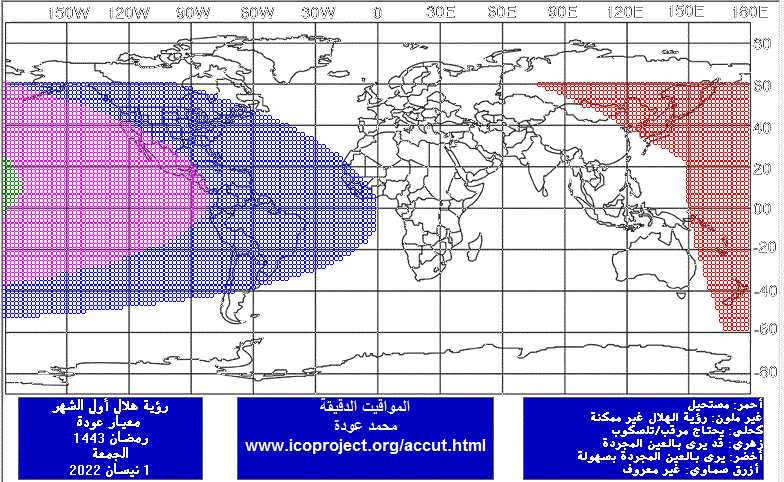 150W 120W 90W 60W 30W 0 30E 60E 90E 120E 150E 180E
80
60
40
20
00
-20
-40
-60
-80
رؤية هلال أول الشهر
معيار عودة
رمضان 1443
الجمعة
1 نيسان 2022
المواقيت الدقيقة
محمد عودة
www.icoproject.org/accut.html
أحمر: مستحيل
غير ملون: رؤية الهلال غير ممكنة
كحلي: يحتاج مرقب/تلسكوب
زهري: قد يرى بالعين المجردة
أخضر: يرى بالعين المجردة بسهولة
أزرق سماوي: غير معروف